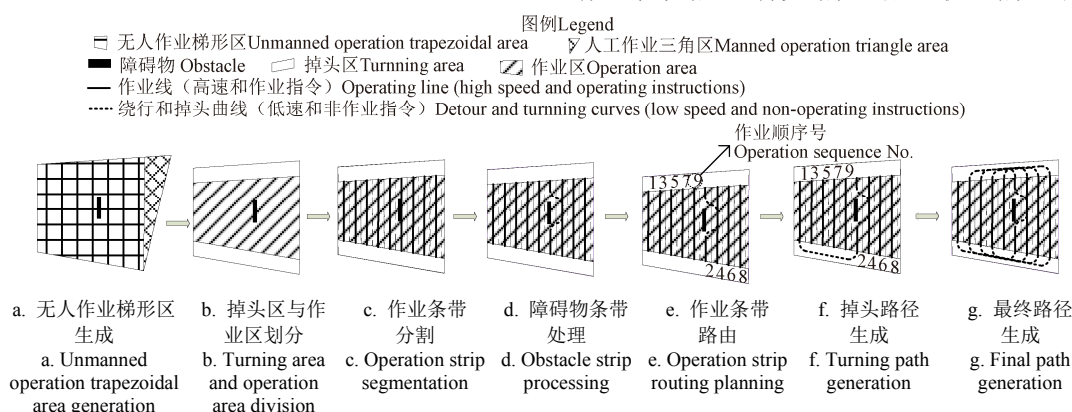 图例Legend
无人作业梯形区Unmanned operation trapezoidal area 人工作业三角区Manned operation triangle area
障碍物 Obstacle 掉头区Turnning area 作业区Operation area
作业线（高速和作业指令）Operating line (high speed and operating instructions)
绕行和掉头曲线（低速和非作业指令）Detour and turnning curves (low speed and non-operating instructions)
作业顺序号
Operation sequence No.
13579
2468
13579
2468
a. 无人作业梯形区
生成
a. Unmanned
operation trapezoidal
area generation
b. 掉头区与作
业区划分
b. Turning area
and operation
area division
c. 作业条带
分割
c. Operation strip
segmentation
d. 障碍物条带
处理
d. Obstacle strip
processing
e. 作业条带
路由
e. Operation strip
routing planning
f. 掉头路径
生成
f. Turning path
generation
g. 最终路径
生成
g. Final path
generation